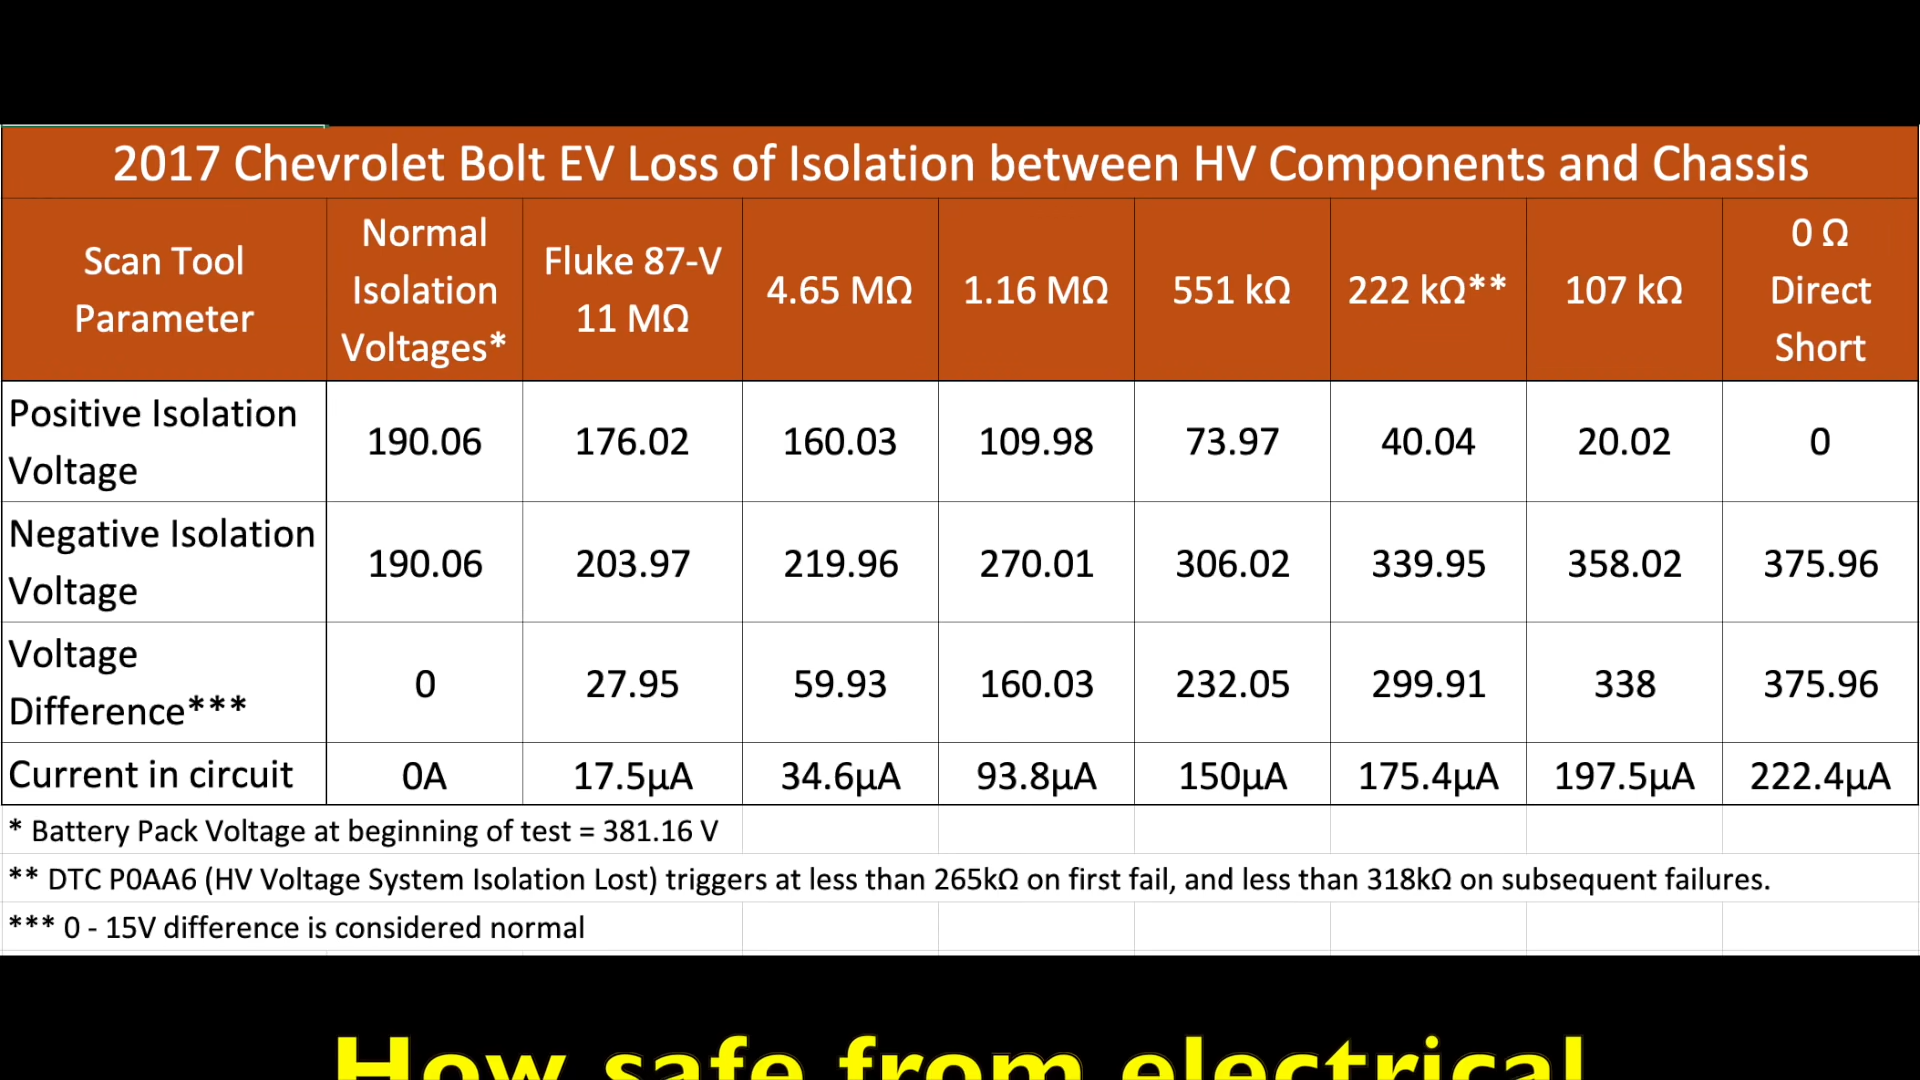 2017 Chevrolet Bolt EV Loss of Isolation between HV Components and Chassis
Scan Tool Parameter | Normal Isolation Voltages* | Fluke 87-V 11 MΩ | 4.65 MΩ | 1.16 MΩ | 551 kΩ | 222 kΩ** | 107 kΩ | 0 Ω Direct Short
Positive Isolation Voltage | 190.06 | 176.02 | 160.03 | 109.98 | 73.97 | 40.04 | 20.02 | 0
Negative Isolation Voltage | 190.06 | 203.97 | 219.96 | 270.01 | 306.02 | 339.95 | 358.02 | 375.96
Voltage Difference*** | 0 | 27.95 | 59.93 | 160.03 | 232.05 | 299.91 | 338 | 375.96
Current in circuit | 0A | 17.5µA | 34.6µA | 93.8µA | 150µA | 175.4µA | 197.5µA | 222.4µA
* Battery Pack Voltage at beginning of test = 381.16 V
** DTC P0AA6 (HV Voltage System Isolation Lost) triggers at less than 265kΩ on first fail, and less than 318kΩ on subsequent failures.
*** 0 - 15V difference is considered normal
How safe from electrical